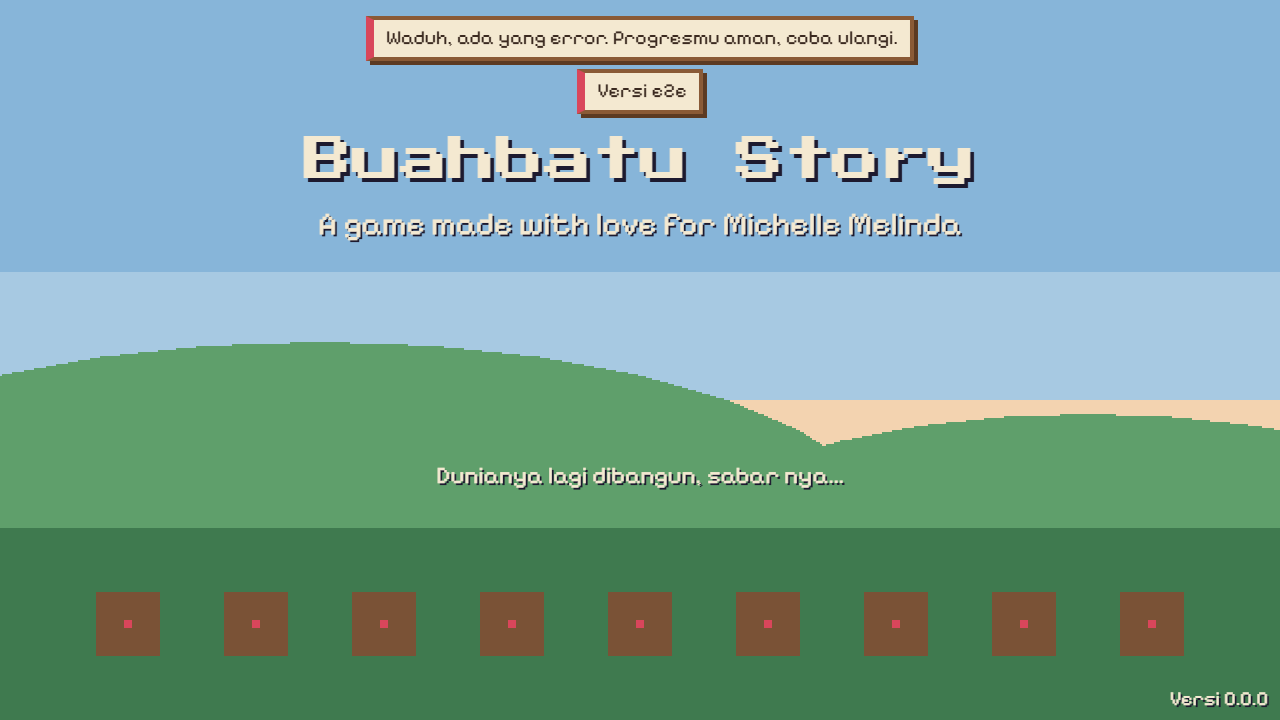 Waduh, ada yang error. Progresmu aman, coba ulangi.
Versi e2e
Buahbatu Story
A game made with love for Michelle Melinda
Dunianya lagi dibangun, sabar nya...
Versi 0.0.0